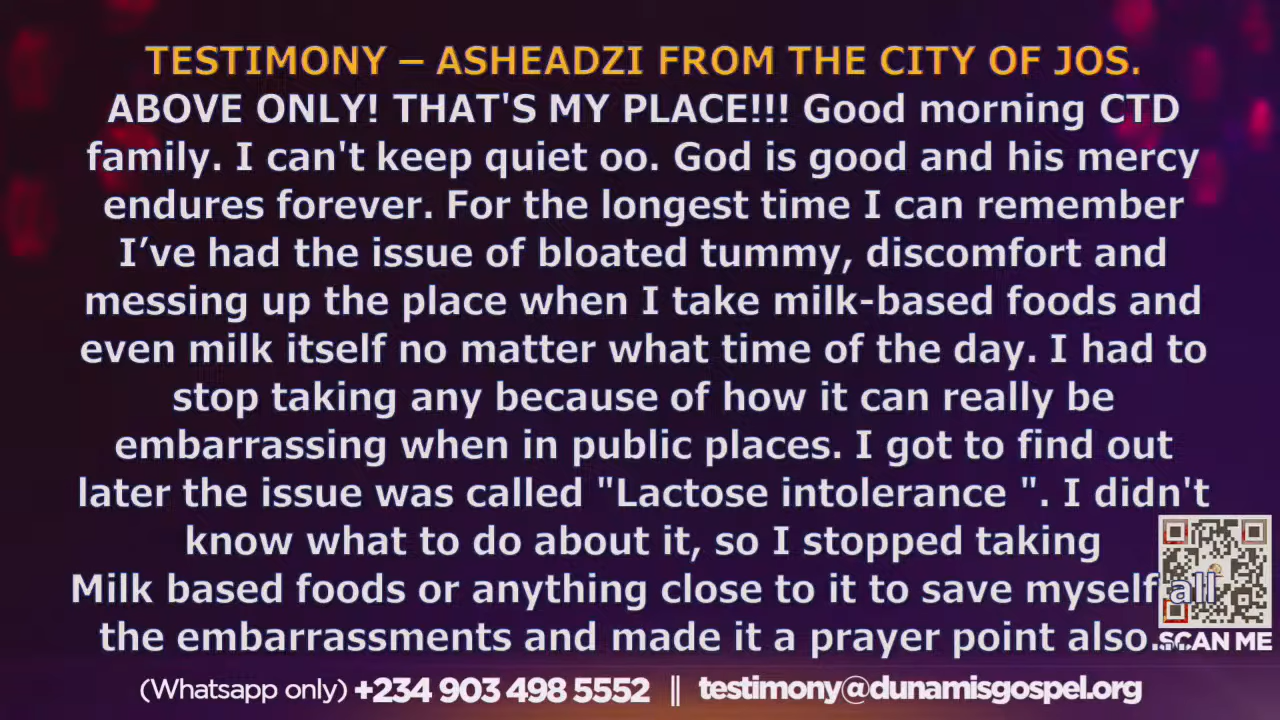 TESTIMONY – ASHEADZI FROM THE CITY OF JOS.
ABOVE ONLY! THAT'S MY PLACE!!! Good morning CTD
family. I can't keep quiet oo. God is good and his mercy
endures forever. For the longest time I can remember
I’ve had the issue of bloated tummy, discomfort and
messing up the place when I take milk-based foods and
even milk itself no matter what time of the day. I had to
stop taking any because of how it can really be
embarrassing when in public places. I got to find out
later the issue was called "Lactose intolerance ". I didn't
know what to do about it, so I stopped taking
Milk based foods or anything close to it to save myself all
the embarrassments and made it a prayer point also...
SCAN ME
(Whatsapp only) +234 903 498 5552 || testimony@dunamisgospel.org